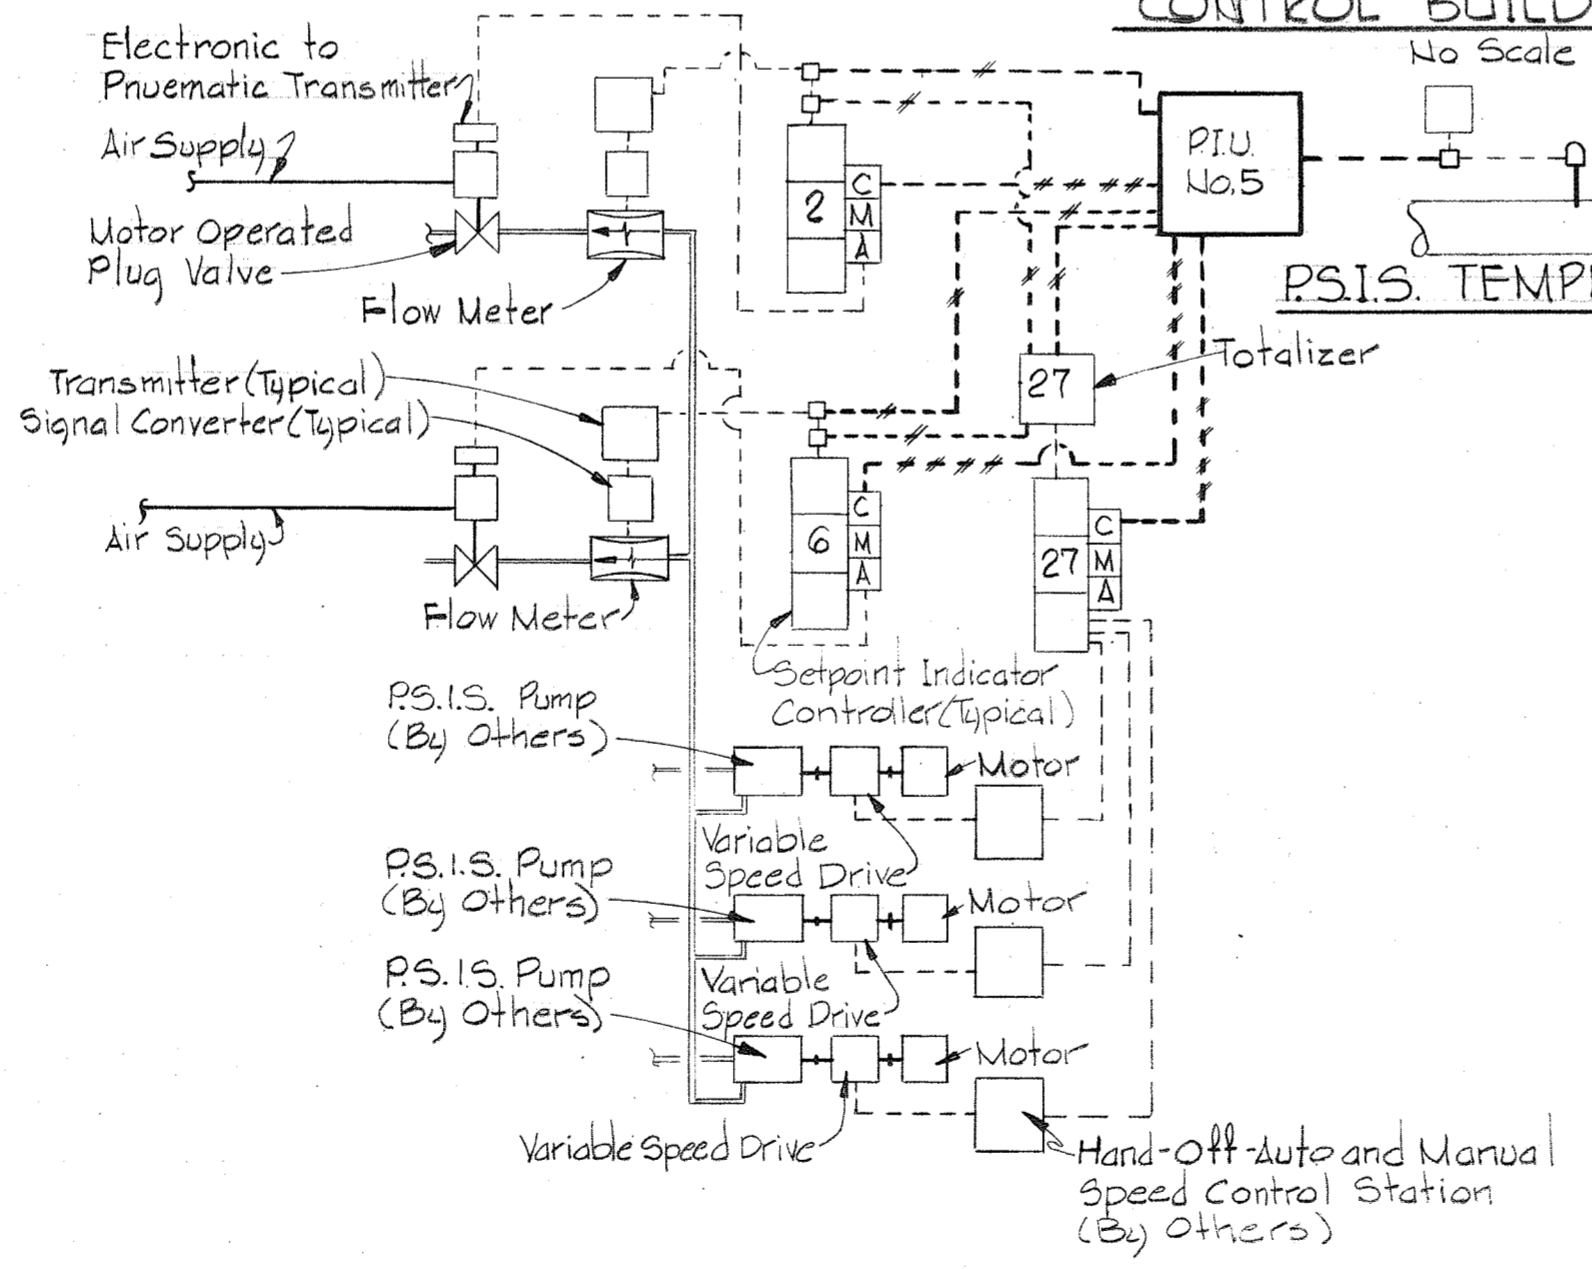 CONTROL BUILD
No Scale
Electronic to
Pnuematic Transmitter
Air Supply
Motor Operated
Plug Valve
Flow Meter
2
C
M
A
P.I.U.
No.5
P.S.I.S. TEMP
Totalizer
27
Transmitter (Typical)
Signal Converter (Typical)
Air Supply
Flow Meter
6
C
M
A
27
C
M
A
Setpoint Indicator
Controller (Typical)
P.S.I.S. Pump
(By Others)
Motor
Variable
Speed Drive
P.S.I.S. Pump
(By Others)
Motor
Variable
Speed Drive
P.S.I.S. Pump
(By Others)
Motor
Variable Speed Drive
Hand-Off-Auto and Manual
Speed Control Station
(By Others)